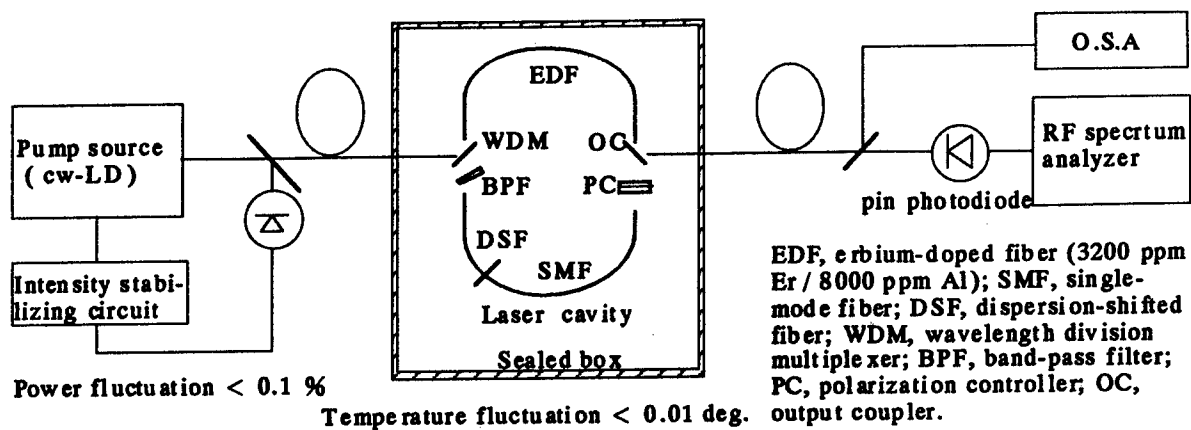 O.S.A
EDF
Pump source
( cw-LD)
WDM
OC
RF specrtum
analyzer
BPF
PC
pin photodiode
DSF
SMF
Intensity stabi-
lizing circuit
Laser cavity
Sealed box
Power fluctuation < 0.1 %
Temperature fluctuation < 0.01 deg.
EDF, erbium-doped fiber (3200 ppm
Er / 8000 ppm Al); SMF, single-
mode fiber; DSF, dispersion-shifted
fiber; WDM, wavelength division
multiplexer; BPF, band-pass filter;
PC, polarization controller; OC,
output coupler.